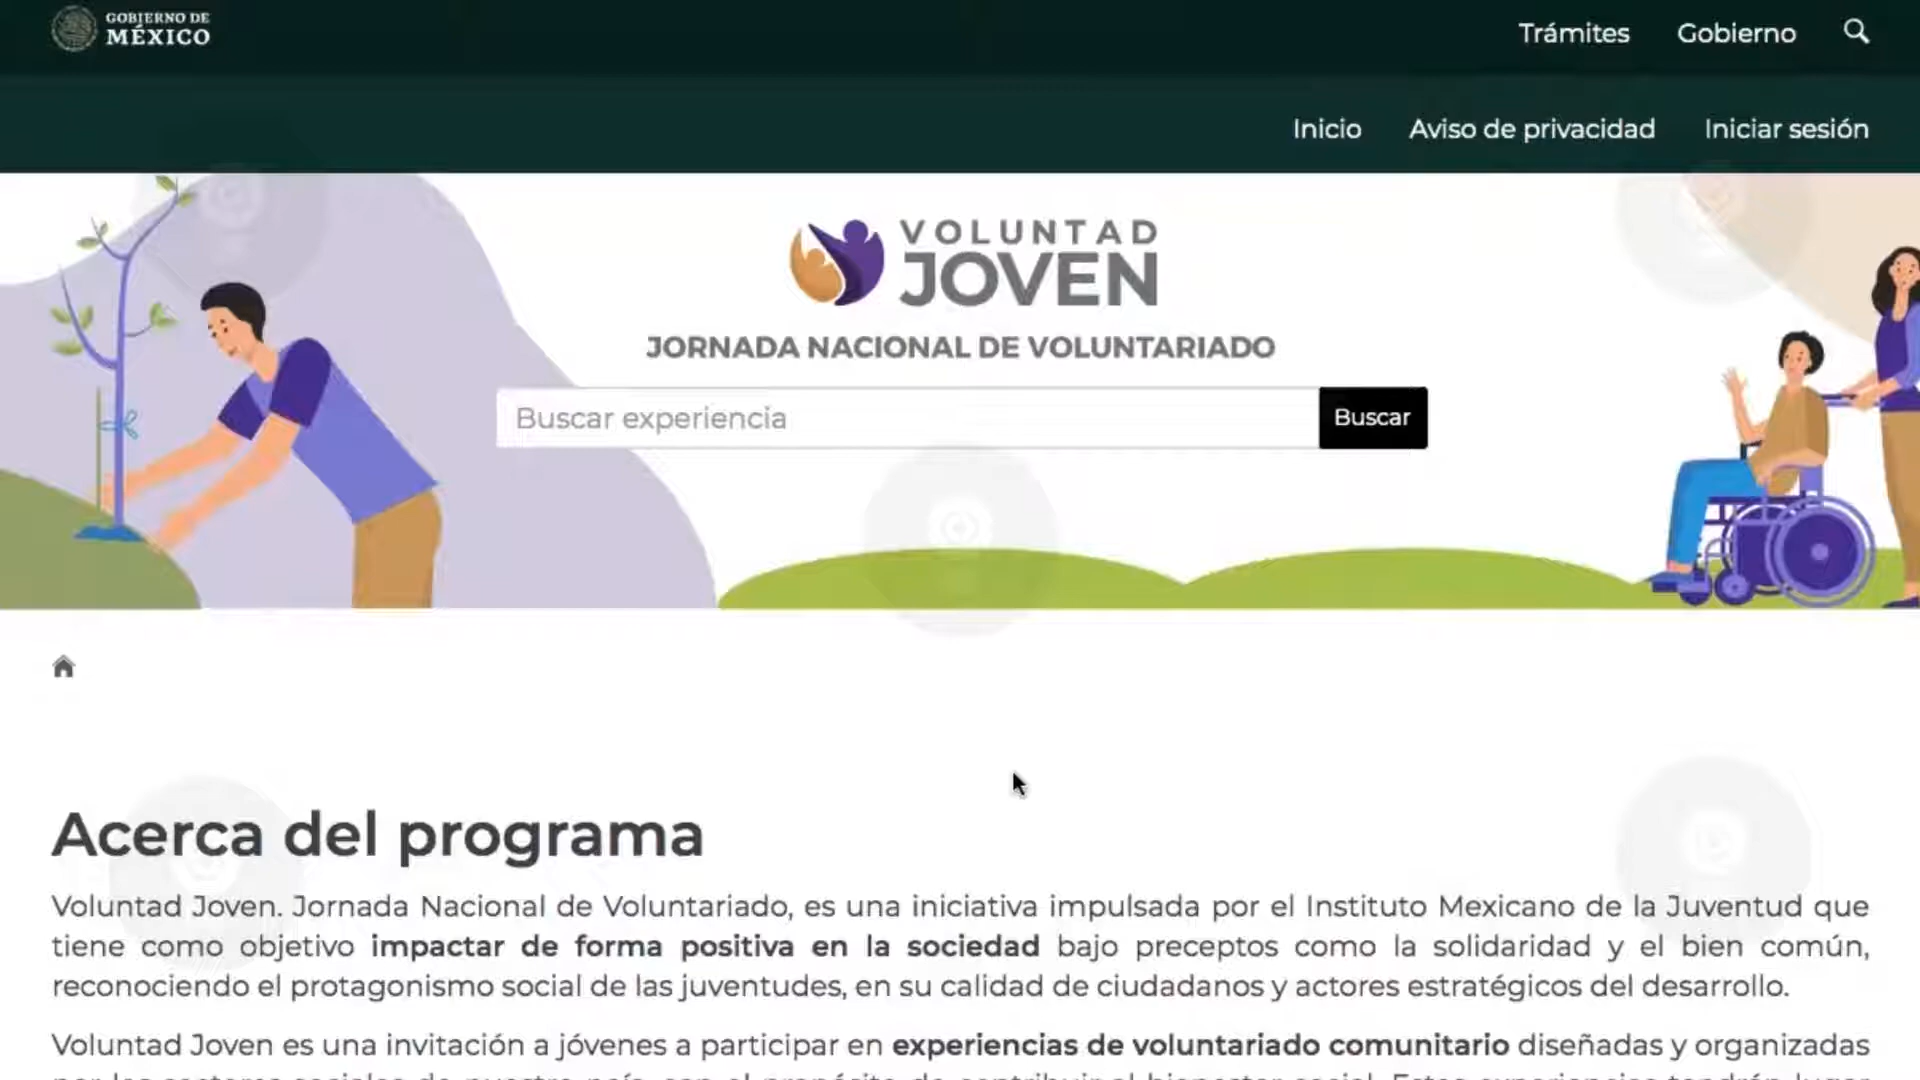 GOBIERNO DE
MÉXICO
Trámites Gobierno
Inicio Aviso de privacidad Iniciar sesión
VOLUNTAD
JOVEN
JORNADA NACIONAL DE VOLUNTARIADO
Buscar experiencia Buscar
Acerca del programa
Voluntad Joven. Jornada Nacional de Voluntariado, es una iniciativa impulsada por el Instituto Mexicano de la Juventud que
tiene como objetivo impactar de forma positiva en la sociedad bajo preceptos como la solidaridad y el bien común,
reconociendo el protagonismo social de las juventudes, en su calidad de ciudadanos y actores estratégicos del desarrollo.
Voluntad Joven es una invitación a jóvenes a participar en experiencias de voluntariado comunitario diseñadas y organizadas